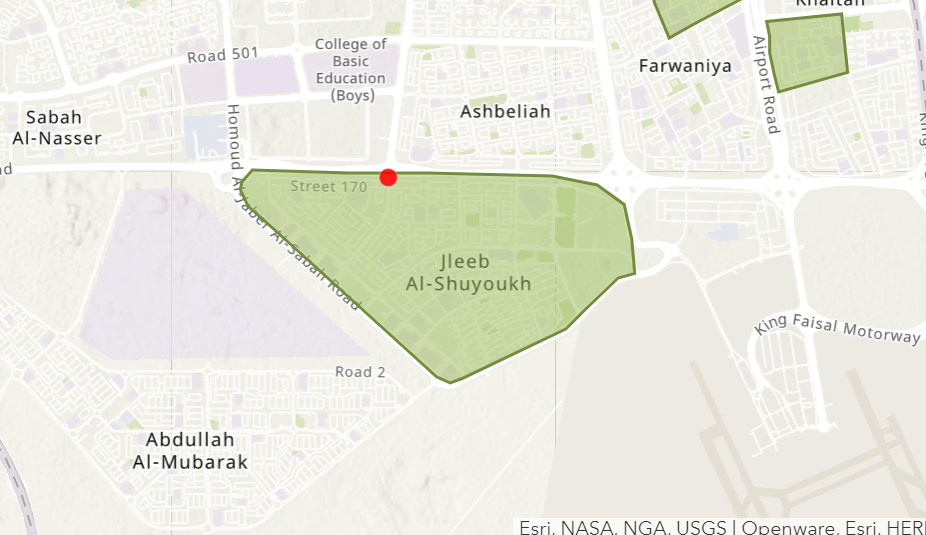 Khaitan
College of
Basic
Education
(Boys)
Road 501
Farwaniya
Airport Road
Sabah
Al-Nasser
Ashbeliah
Homoud Al-Jaber Al-Sabah Road
Street 170
Jleeb
Al-Shuyoukh
King Faisal Motorway
Road 2
Abdullah
Al-Mubarak
Esri, NASA, NGA, USGS | Openware, Esri, HERE